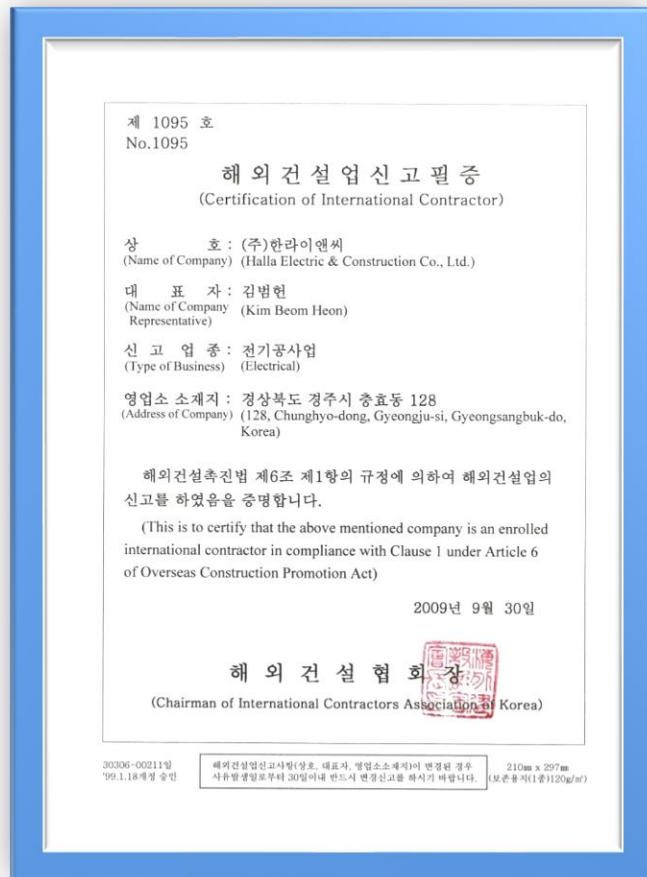 제 1095 호
No.1095
해외건설업신고필증
(Certification of International Contractor)
상 호 : (주)한라이앤씨
(Name of Company) (Halla Electric & Construction Co., Ltd.)
대 표 자 : 김범헌
(Name of Company Representative) (Kim Beom Heon)
신 고 업 종 : 전기공사업
(Type of Business) (Electrical)
영업소 소재지 : 경상북도 경주시 충효동 128
(Address of Company) (128, Chunghyo-dong, Gyeongju-si, Gyeongsangbuk-do,
Korea)
해외건설촉진법 제6조 제1항의 규정에 의하여 해외건설업의
신고를 하였음을 증명합니다.
(This is to certify that the above mentioned company is an enrolled
international contractor in compliance with Clause 1 under Article 6
of Overseas Construction Promotion Act)
2009년 9월 30일
해 외 건 설 협 회 장
(Chairman of International Contractors Association of Korea)
30306-00211일
'99.1.18개정 승인
해외건설업신고사항(상호, 대표자, 영업소소재지)이 변경된 경우
사유발생일로부터 30일이내 반드시 변경신고를 하시기 바랍니다.
210㎜ x 297㎜
(보존용지(1종)120g/㎡)